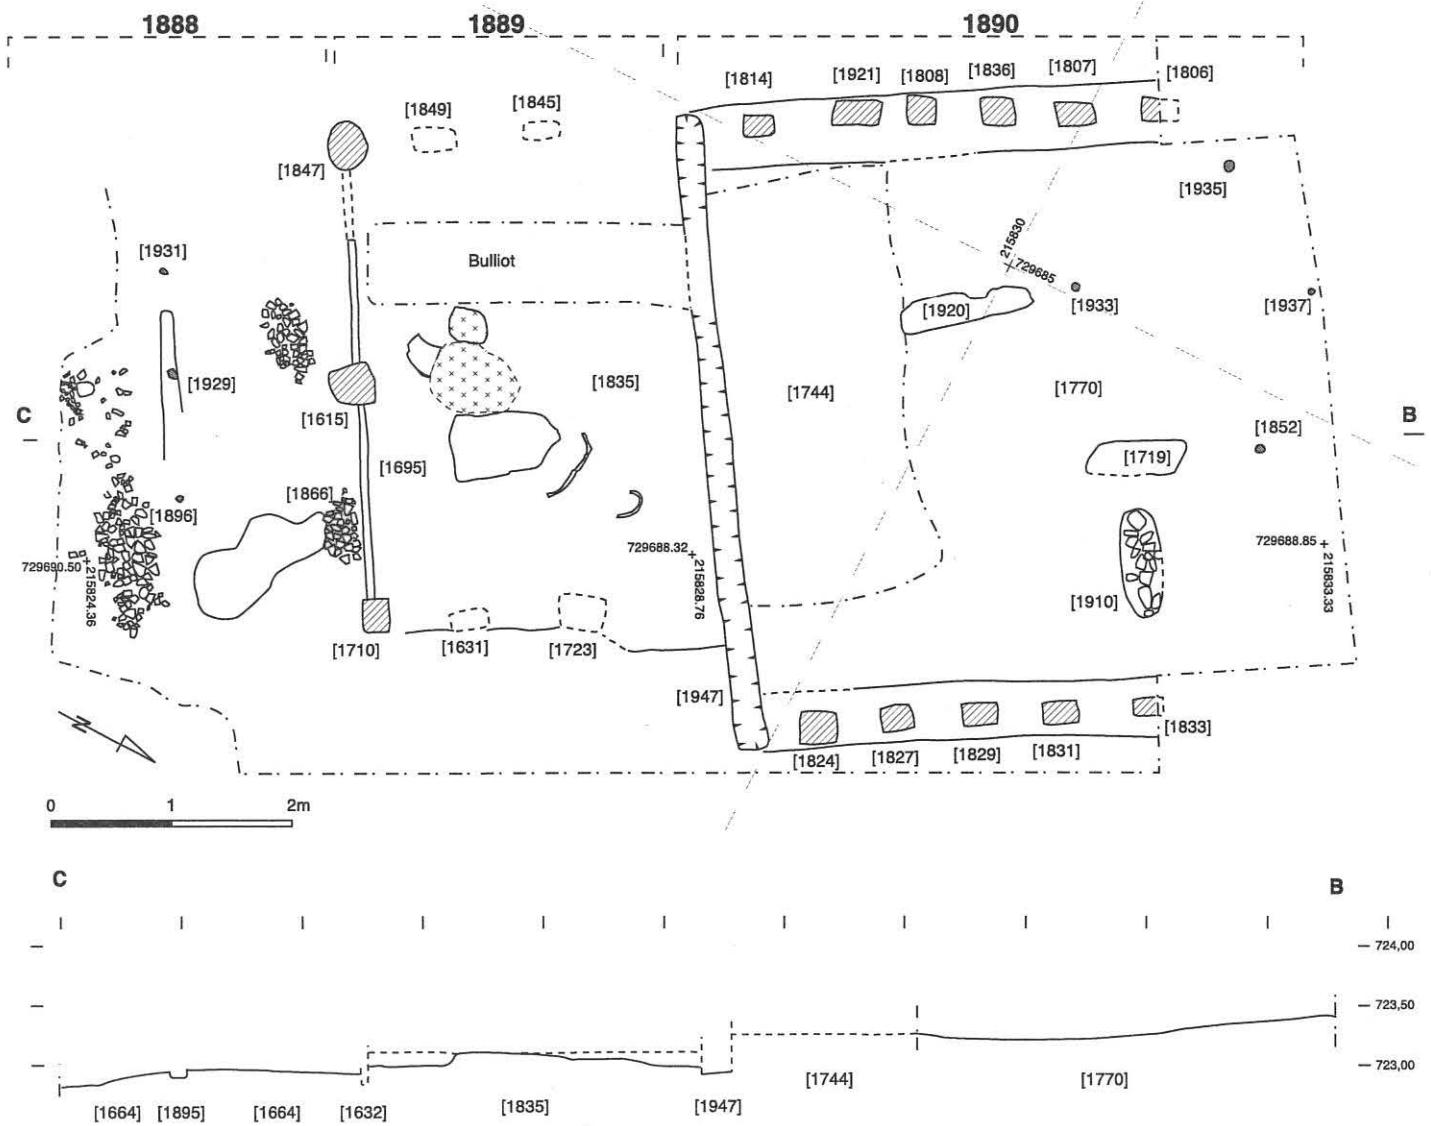 1888 1889 1890
[1814] [1921] [1808] [1836] [1807] [1806]
[1849] [1845]
[1847]
[1935]
[1931]
Bulliot
215830
729685
[1920] [1933] [1937]
[1929] [1835] [1744] [1770]
C B
[1615] [1852]
[1695] [1719]
[1866]
[1896]
729690.50
215824.36
729688.32
215828.76
729688.85
215833.33
[1910]
[1710] [1631] [1723]
[1947]
N
[1824] [1827] [1829] [1831] [1833]
0 1 2m
C B
724,00
723,50
723,00
[1744] [1770]
[1664] [1895] [1664] [1632] [1835] [1947]